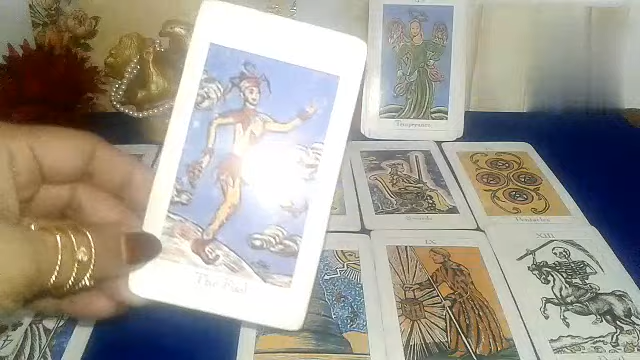 The Fool
Temperance
Swords
Pentacles
IX
XIII